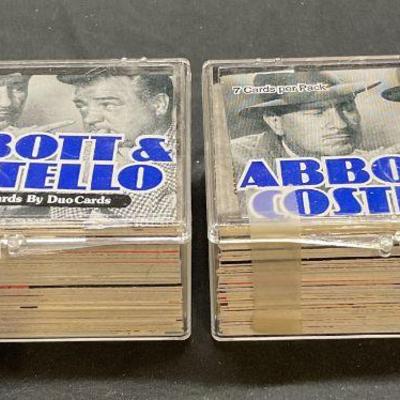 BOTT &
TELLO
ards By DuoCards
7 Cards per Pack
ABBO
COST